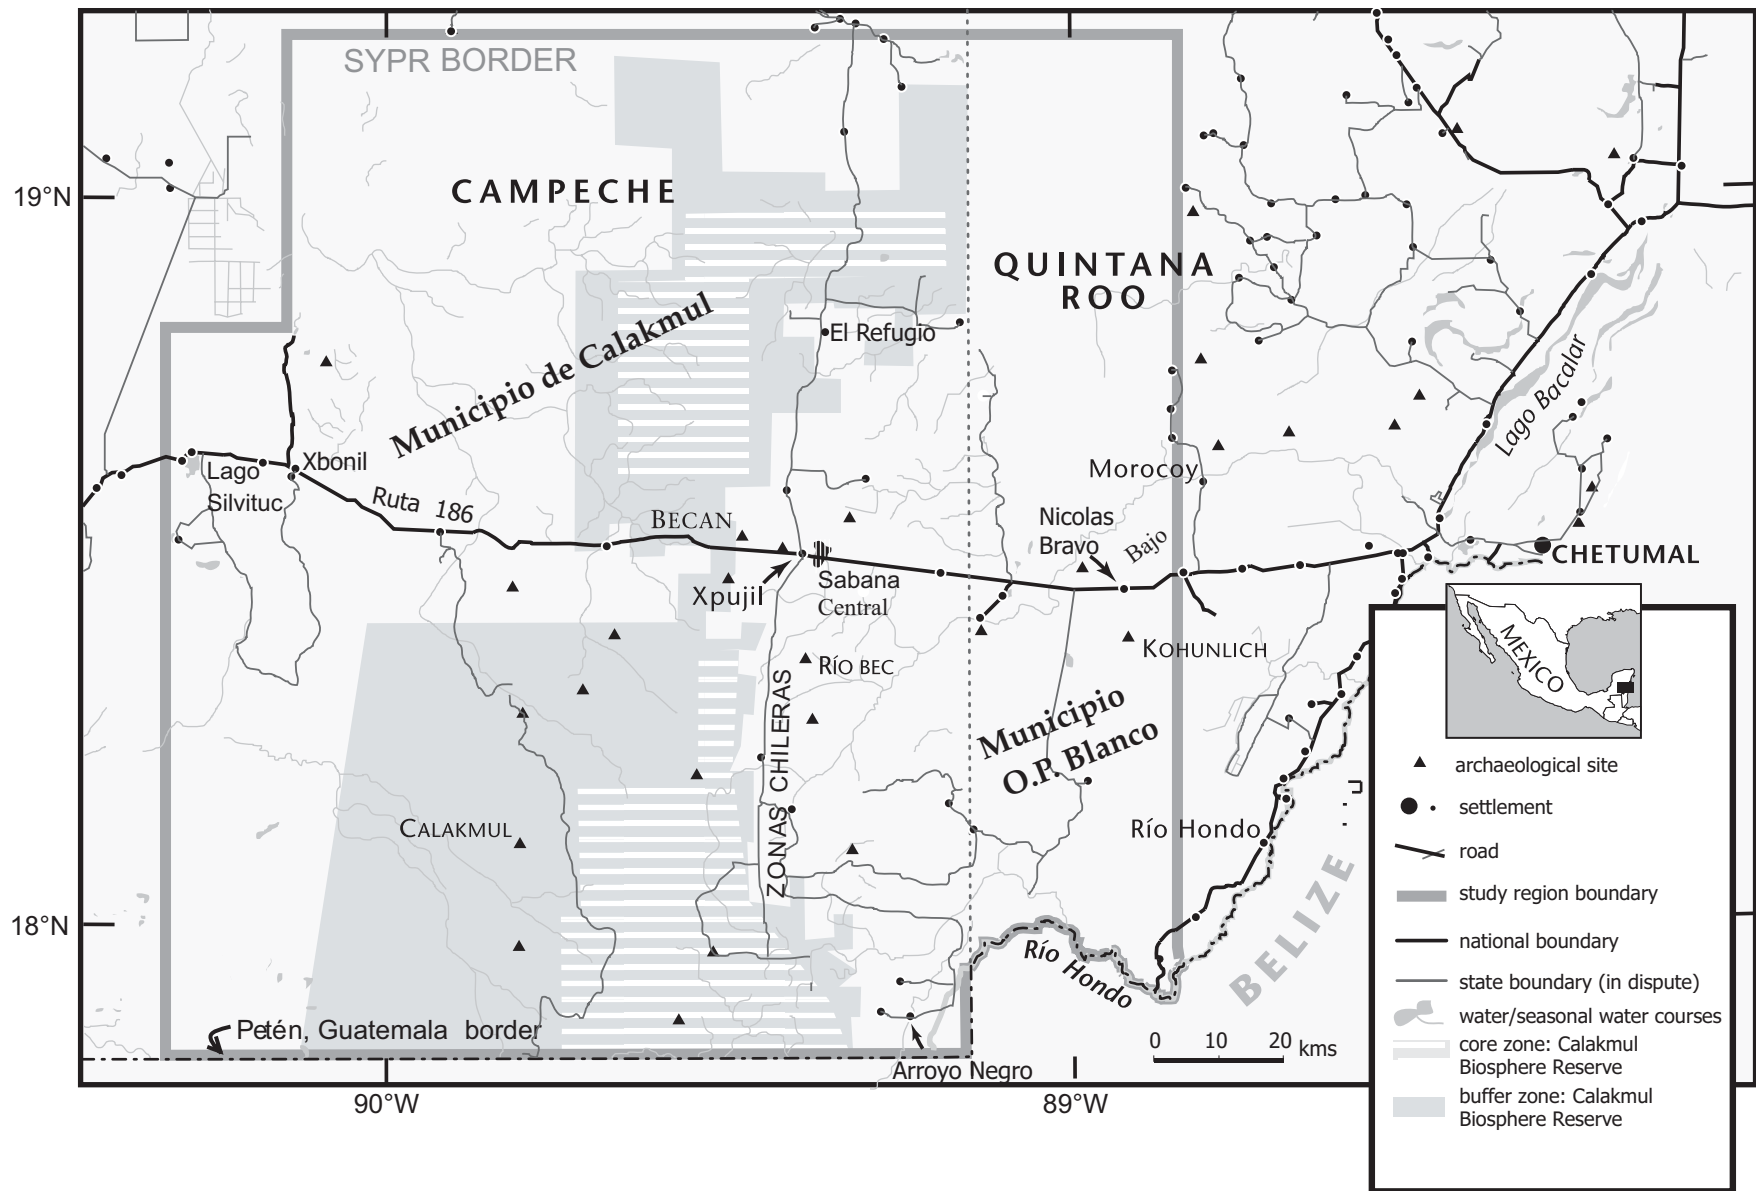 SYPR BORDER
19°N
CAMPECHE
QUINTANA
ROO
Municipio de Calakmul
El Refugio
Lago Bacalar
Lago
Silvituc
Xbonil
Ruta 186
BECAN
Morocoy
Nicolas
Bravo
Bajo
CHETUMAL
Xpujil
Sabana
Central
RÍO BEC
KOHUNLICH
ZONAS CHILERAS
Municipio
O.P. Blanco
CALAKMUL
Río Hondo
BELIZE
18°N
Río Hondo
Petén, Guatemala border
Arroyo Negro
0 10 20 kms
90°W
89°W
MEXICO
archaeological site
settlement
road
study region boundary
national boundary
state boundary (in dispute)
water/seasonal water courses
core zone: Calakmul
Biosphere Reserve
buffer zone: Calakmul
Biosphere Reserve